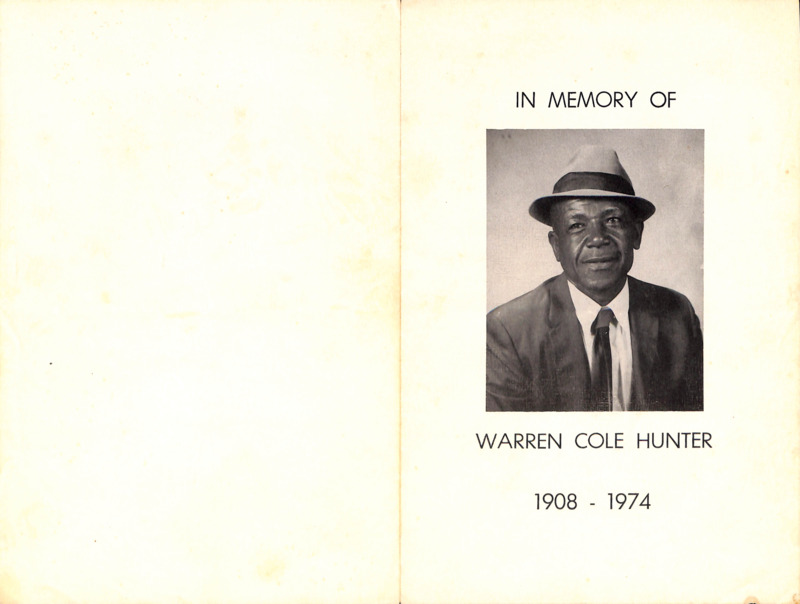 IN MEMORY OF
WARREN COLE HUNTER
1908 - 1974